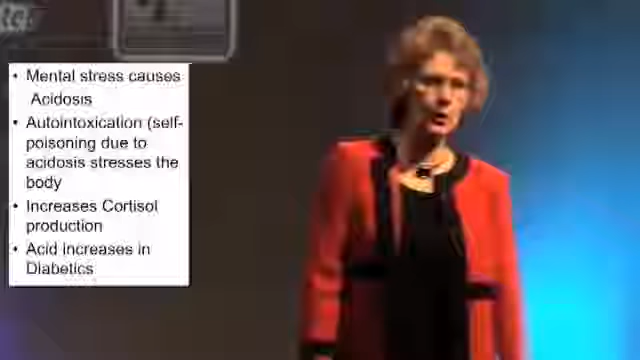 • Mental stress causes
Acidosis
• Autointoxication (self-
poisoning due to
acidosis stresses the
body
• Increases Cortisol
production
• Acid increases in
Diabetics